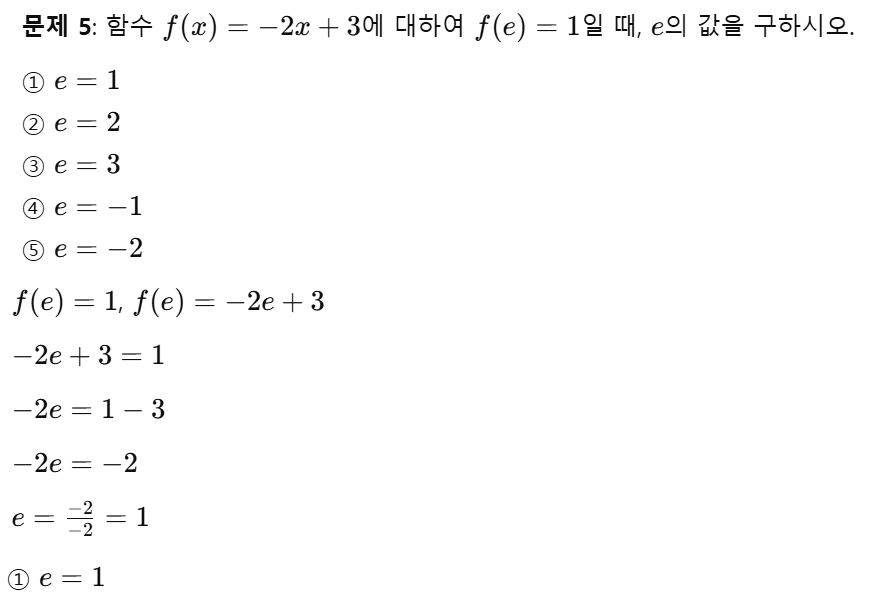 문제 5: 함수 f(x) = −2x + 3에 대하여 f(e) = 1일 때, e의 값을 구하시오.
① e = 1
② e = 2
③ e = 3
④ e = −1
⑤ e = −2
f(e) = 1, f(e) = −2e + 3
−2e + 3 = 1
−2e = 1 − 3
−2e = −2
e = \frac{−2}{−2} = 1
① e = 1